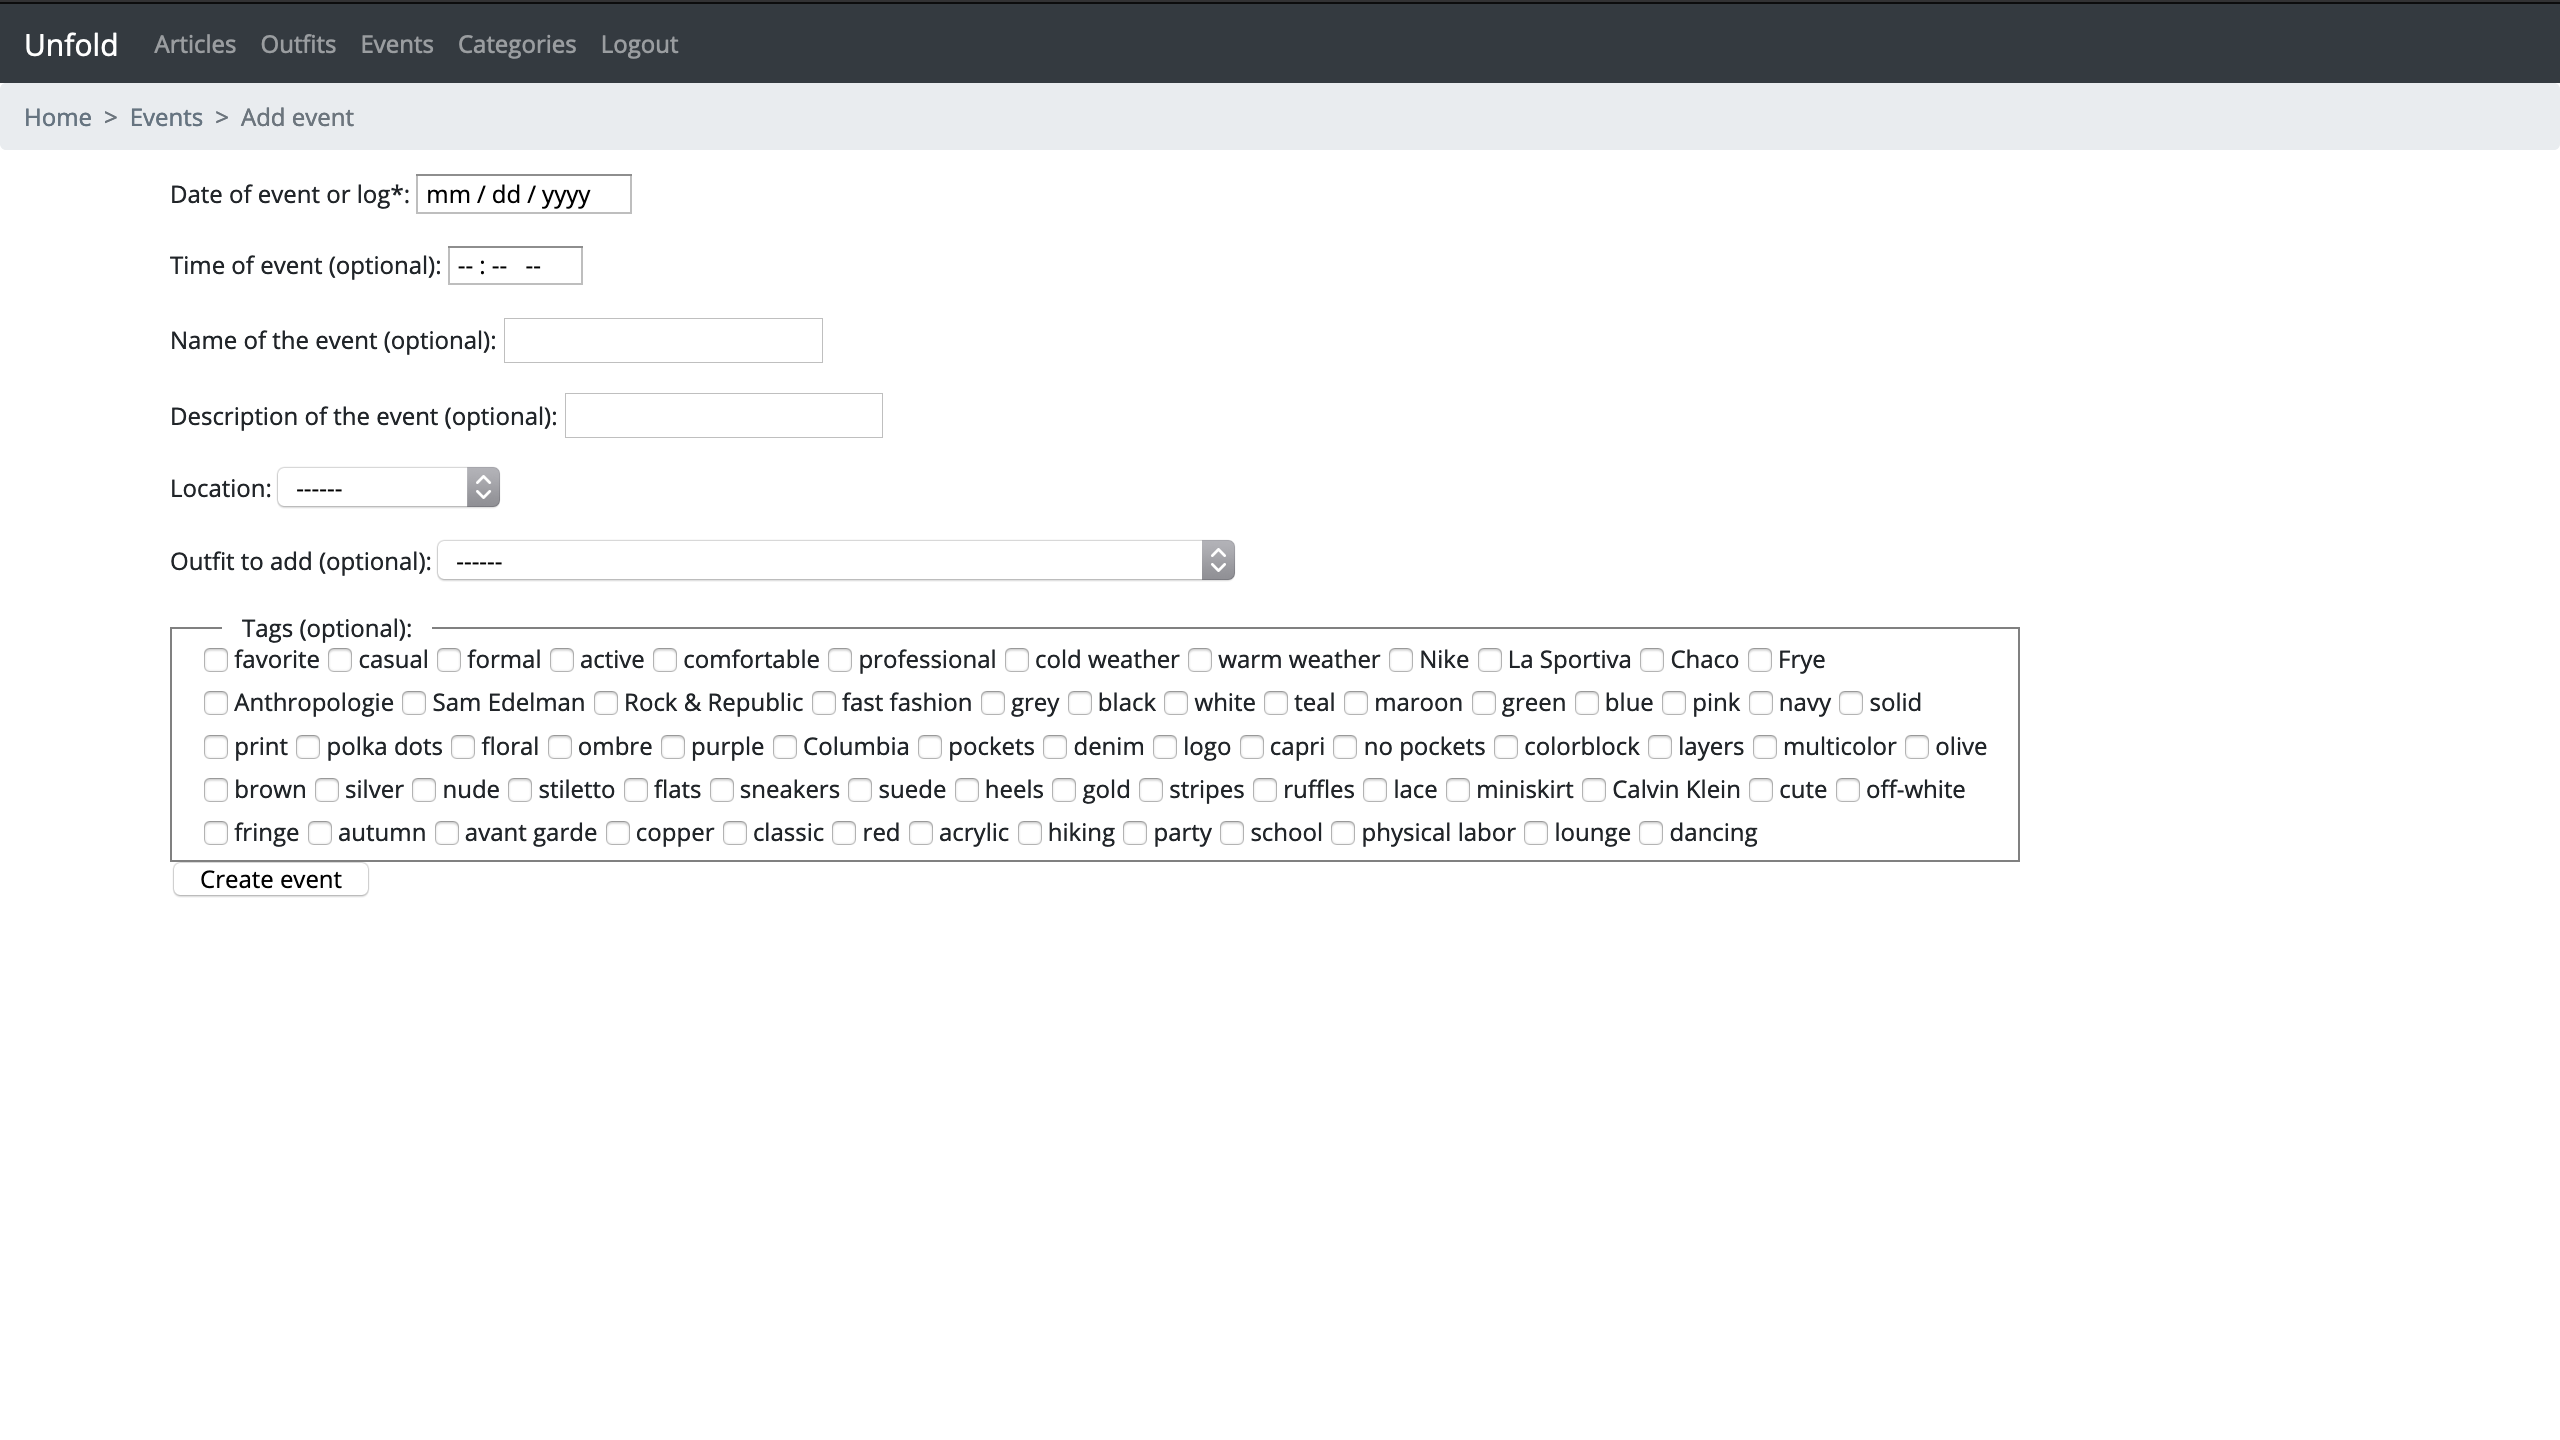 Unfold Articles Outfits Events Categories Logout
Home > Events > Add event
Date of event or log*: mm / dd / yyyy
Time of event (optional): -- : -- --
Name of the event (optional):
Description of the event (optional):
Location: ------
Outfit to add (optional): ------
Tags (optional):
favorite casual formal active comfortable professional cold weather warm weather Nike La Sportiva Chaco Frye
Anthropologie Sam Edelman Rock & Republic fast fashion grey black white teal maroon green blue pink navy solid
print polka dots floral ombre purple Columbia pockets denim logo capri no pockets colorblock layers multicolor olive
brown silver nude stiletto flats sneakers suede heels gold stripes ruffles lace miniskirt Calvin Klein cute off-white
fringe autumn avant garde copper classic red acrylic hiking party school physical labor lounge dancing
Create event